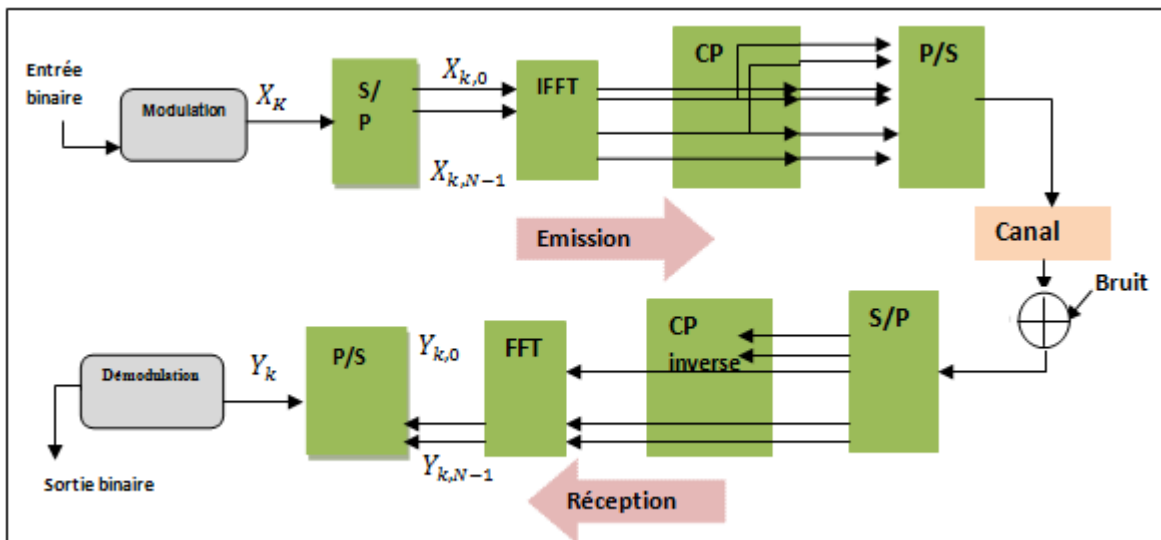 Entrée
binaire
Modulation
X_K
S/
P
X_{k,0}
X_{k,N−1}
IFFT
CP
P/S
Emission
Canal
Bruit
S/P
CP
inverse
FFT
Y_{k,0}
Y_{k,N−1}
P/S
Y_k
Démodulation
Sortie binaire
Réception